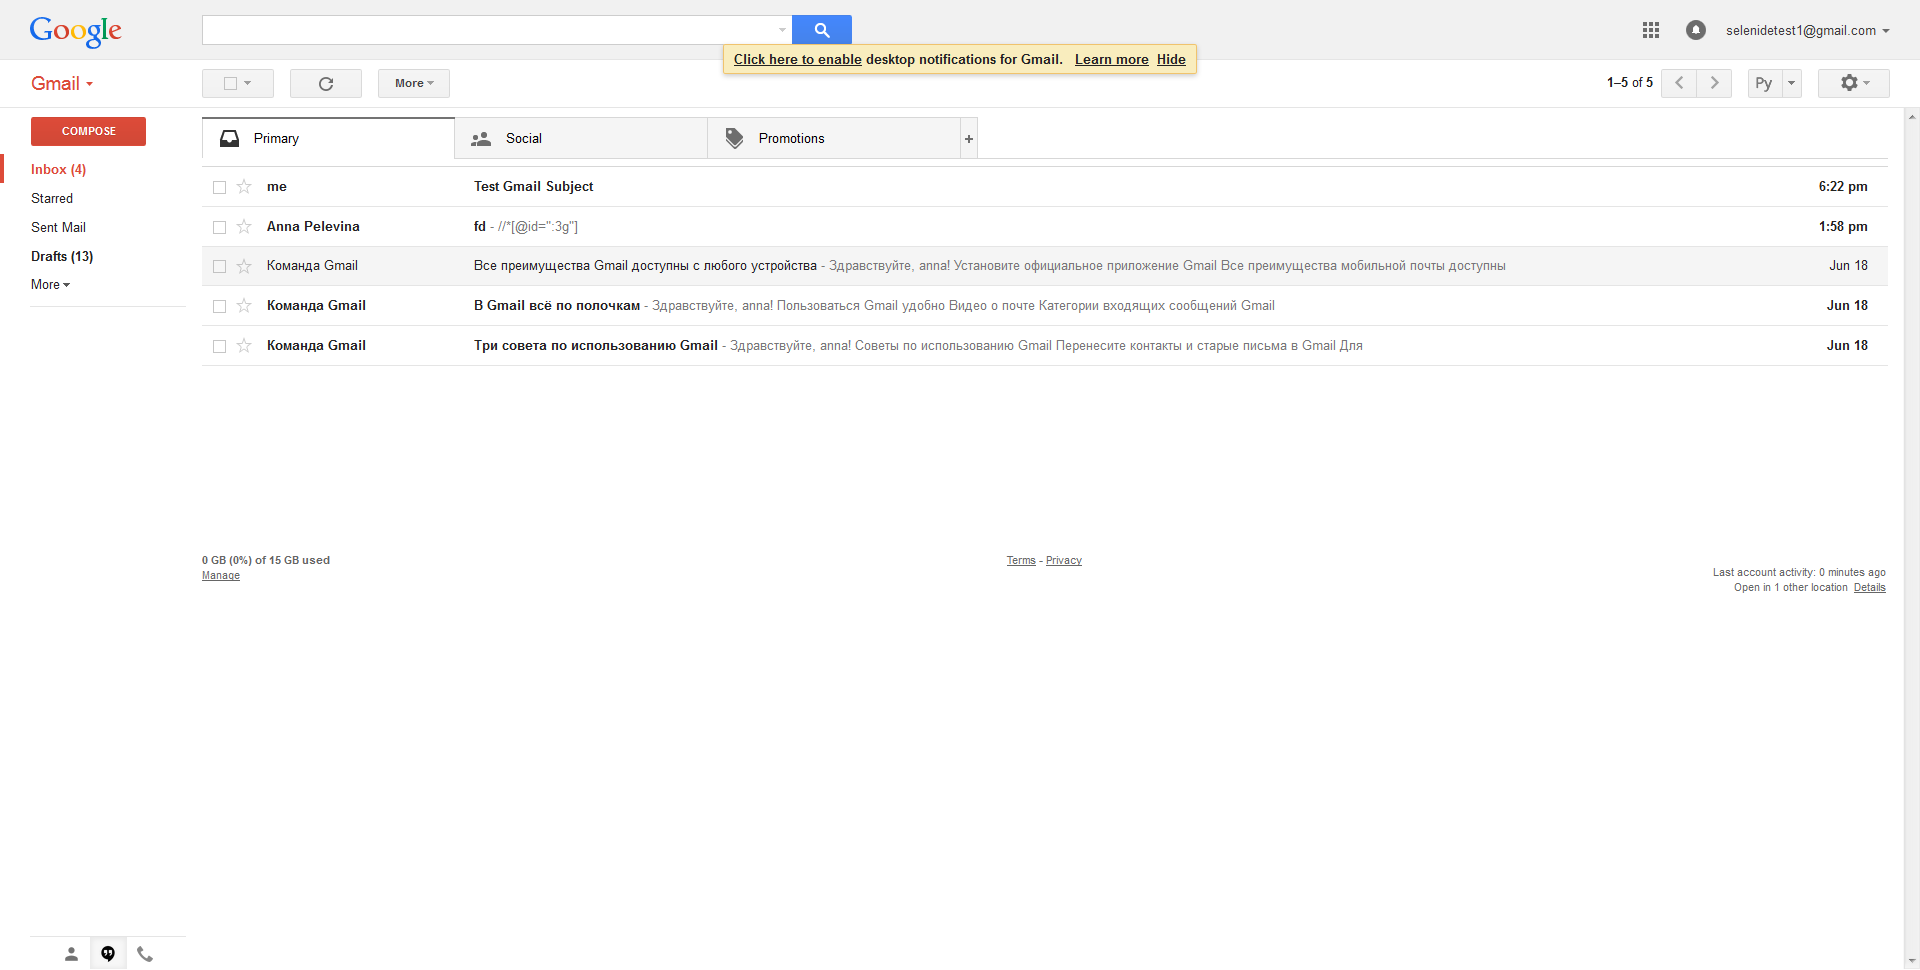 Google
selenidetest1@gmail.com
Click here to enable desktop notifications for Gmail. Learn more Hide
Gmail
More
1–5 of 5
Ру
COMPOSE
Inbox (4)
Starred
Sent Mail
Drafts (13)
More
Primary
Social
Promotions
+
me Test Gmail Subject 6:22 pm
Anna Pelevina fd - //*[@id=":3g"] 1:58 pm
Команда Gmail Все преимущества Gmail доступны с любого устройства - Здравствуйте, anna! Установите официальное приложение Gmail Все преимущества мобильной почты доступны Jun 18
Команда Gmail В Gmail всё по полочкам - Здравствуйте, anna! Пользоваться Gmail удобно Видео о почте Категории входящих сообщений Gmail Jun 18
Команда Gmail Три совета по использованию Gmail - Здравствуйте, anna! Советы по использованию Gmail Перенесите контакты и старые письма в Gmail Для Jun 18
0 GB (0%) of 15 GB used
Manage
Terms - Privacy
Last account activity: 0 minutes ago
Open in 1 other location Details